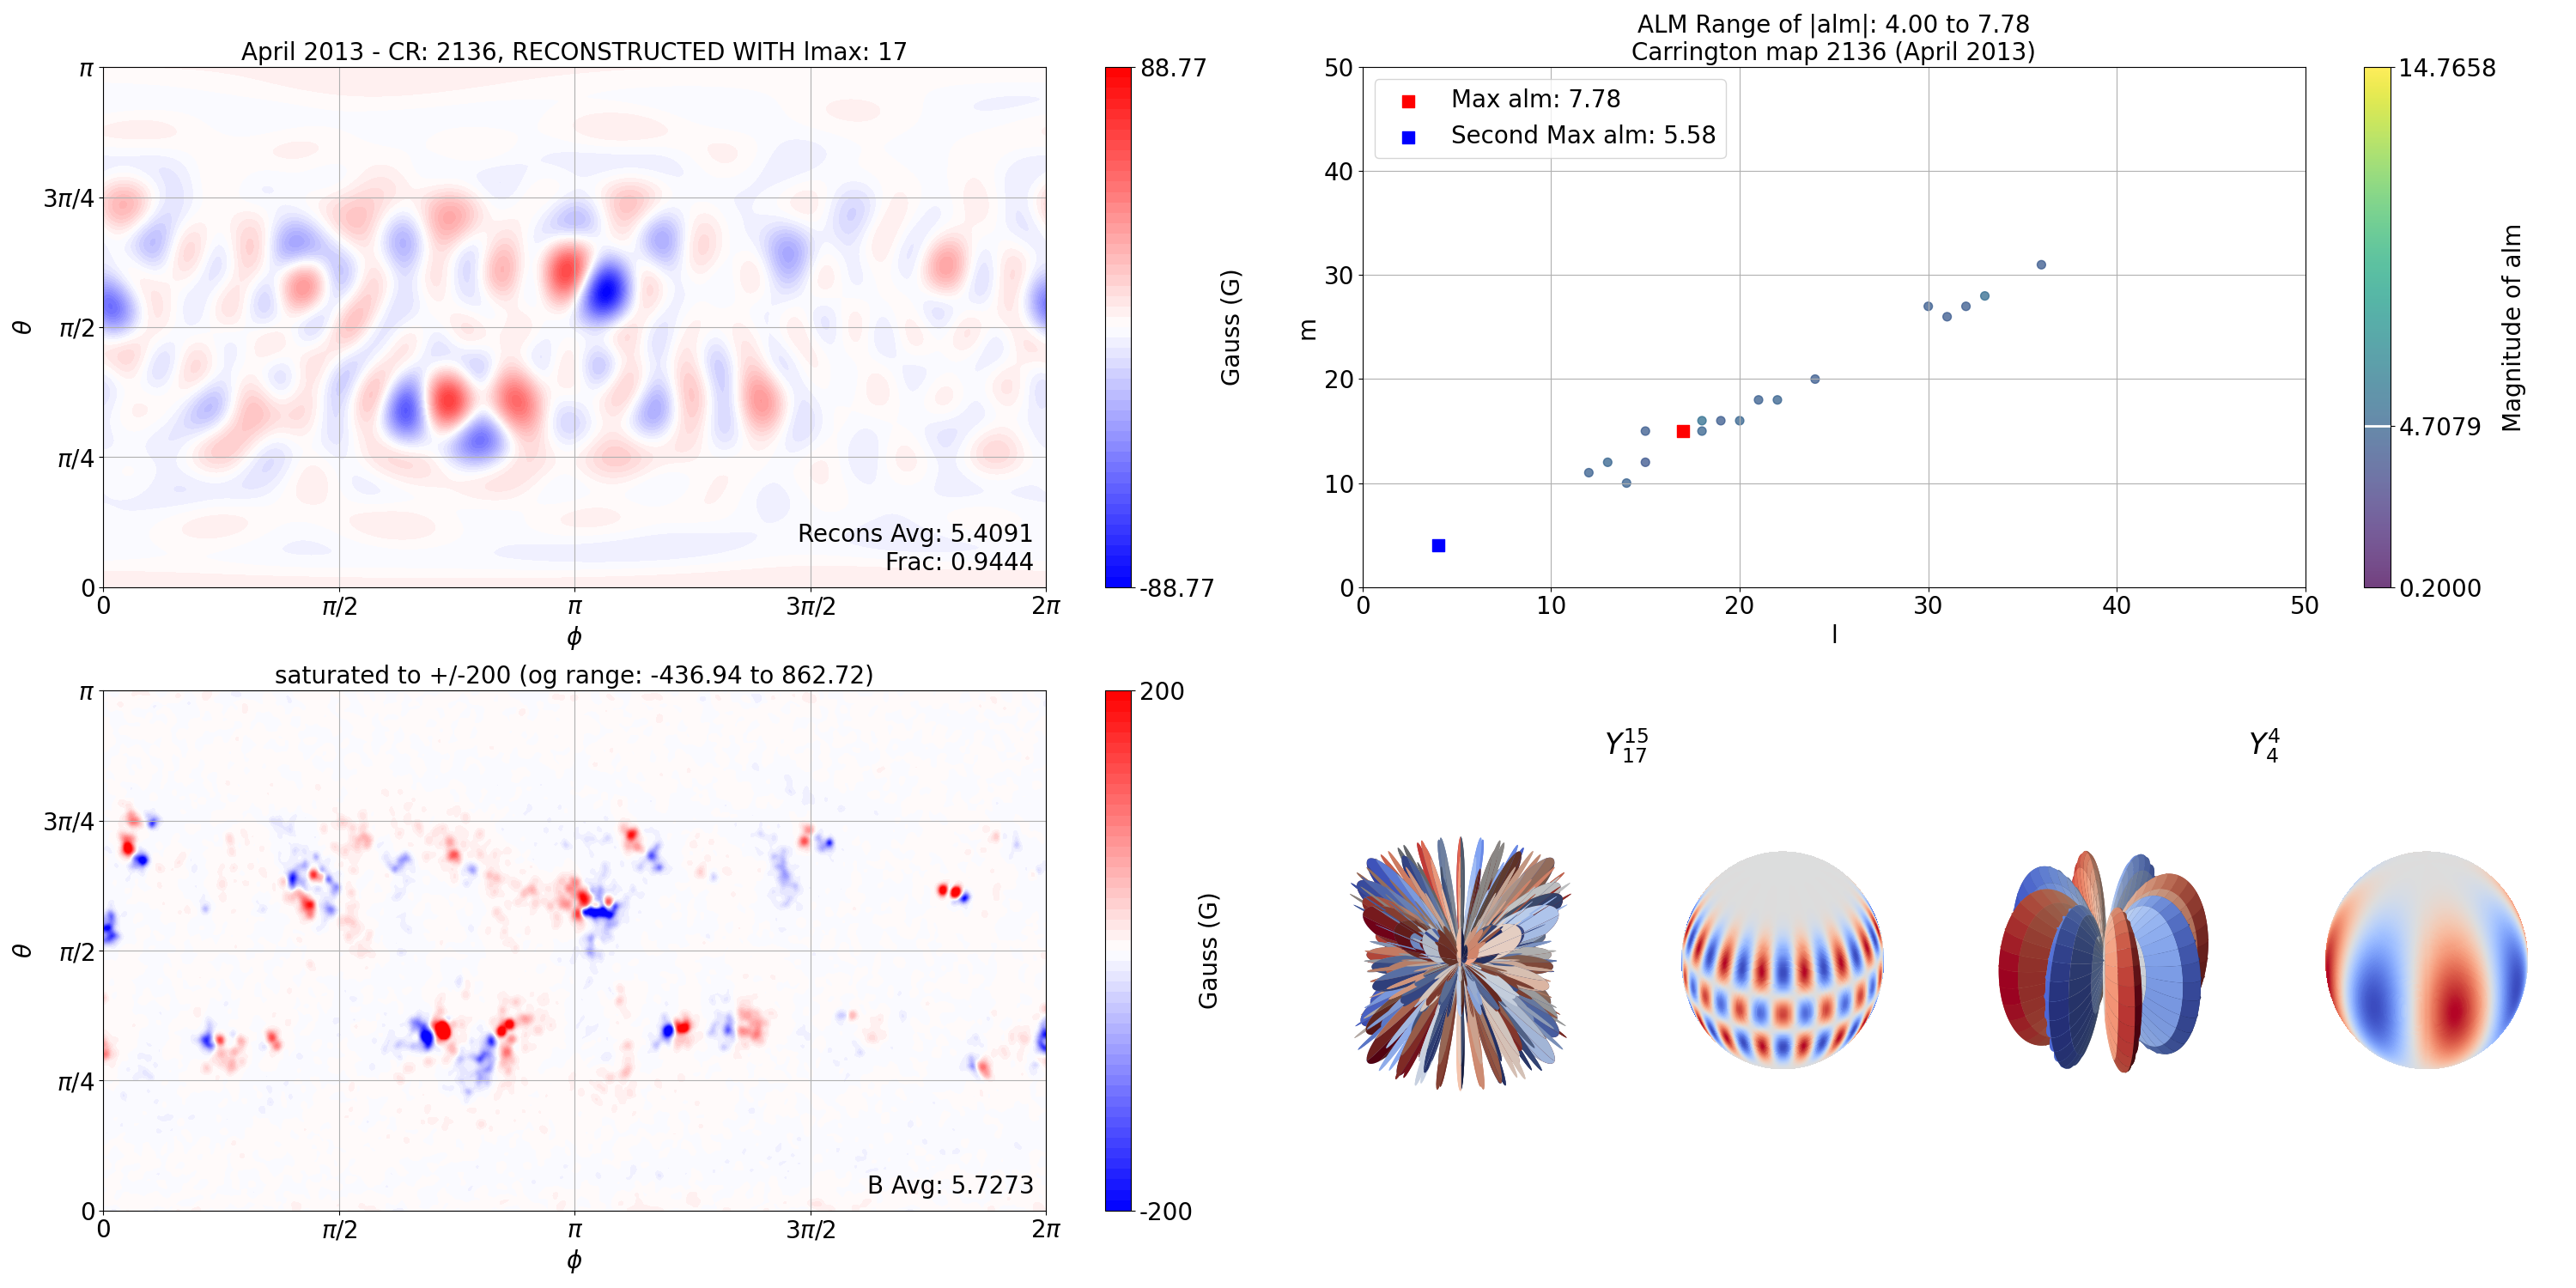 April 2013 - CR: 2136, RECONSTRUCTED WITH lmax: 17
π
3π/4
π/2
π/4
0
θ
0
π/2
π
3π/2
2π
ϕ
Recons Avg: 5.4091
Frac: 0.9444
88.77
-88.77
Gauss (G)
ALM Range of |alm|: 4.00 to 7.78
Carrington map 2136 (April 2013)
Max alm: 7.78
Second Max alm: 5.58
50
40
30
20
10
0
m
0
10
20
30
40
50
l
14.7658
4.7079
0.2000
Magnitude of alm
saturated to +/-200 (og range: -436.94 to 862.72)
π
3π/4
π/2
π/4
0
θ
0
π/2
π
3π/2
2π
ϕ
B Avg: 5.7273
200
-200
Gauss (G)
Y_{17}^{15}
Y_4^4